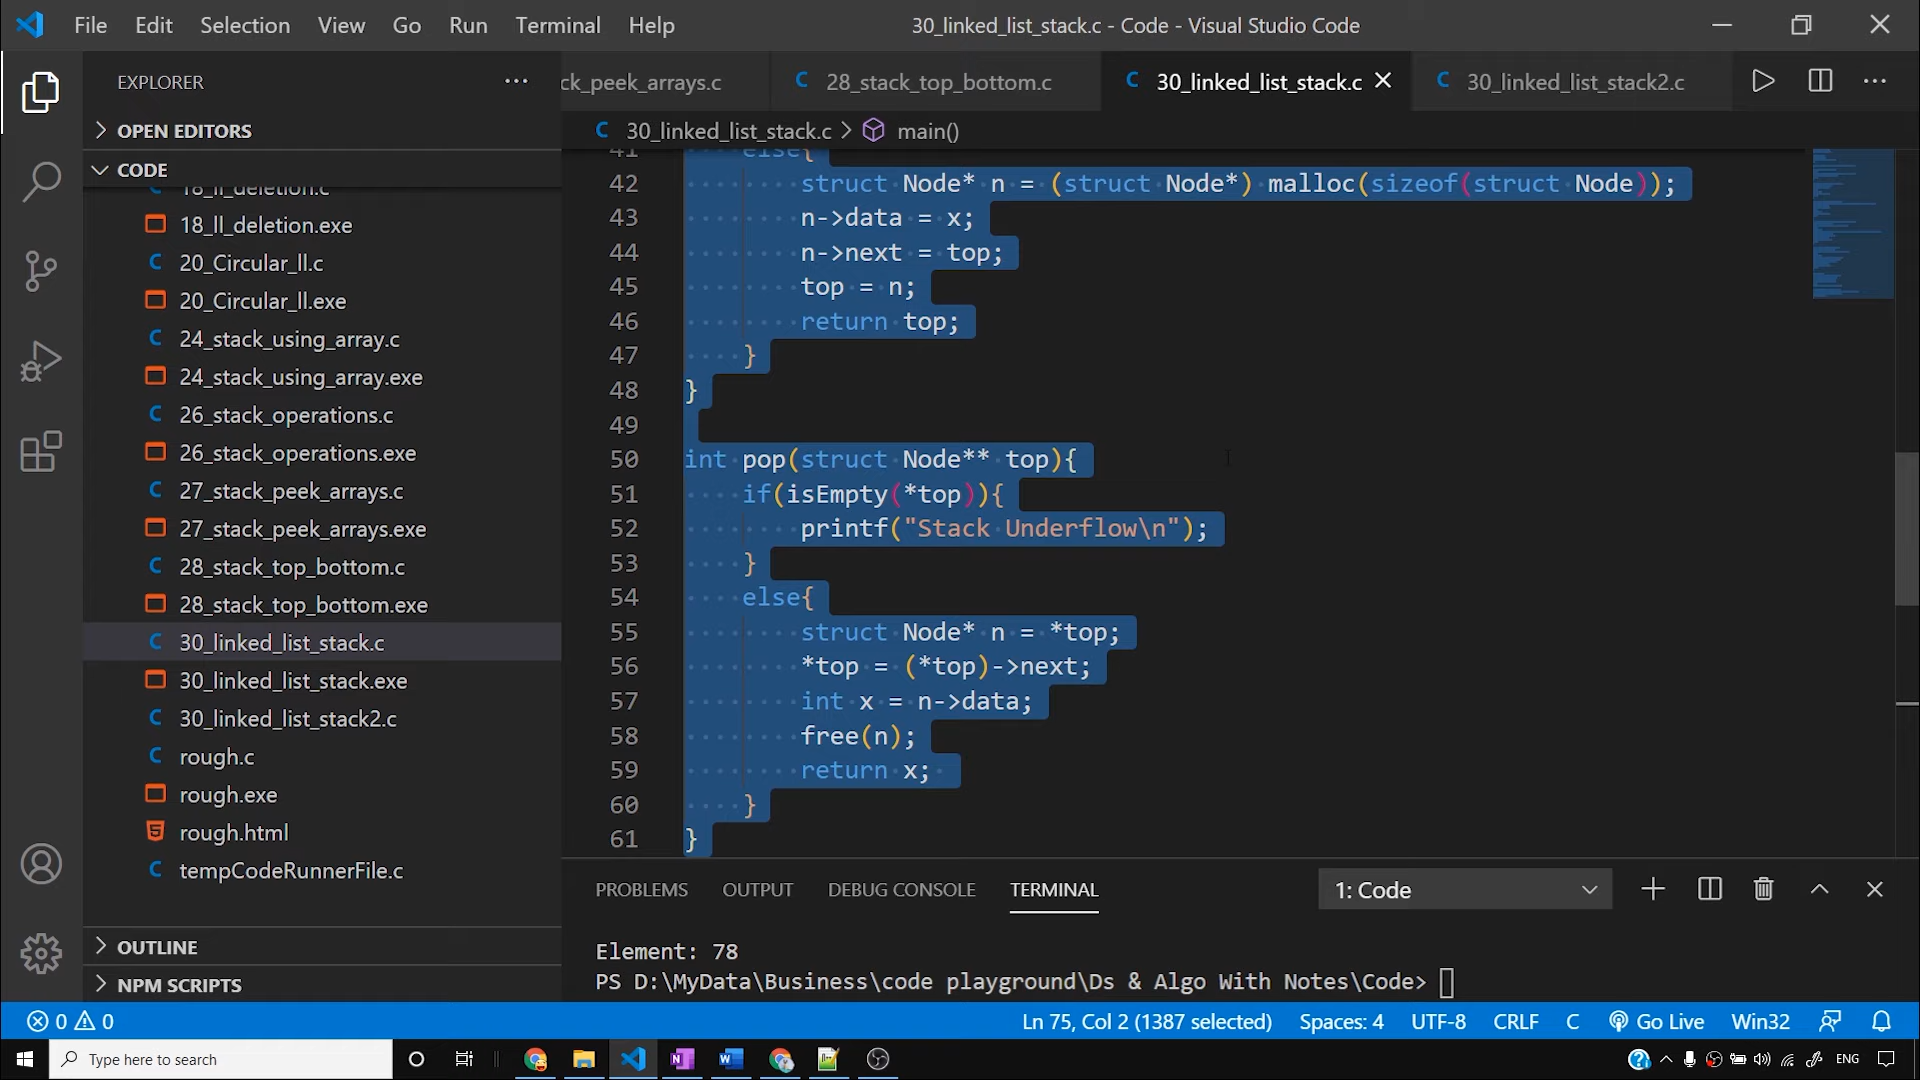 File Edit Selection View Go Run Terminal Help
30_linked_list_stack.c - Code - Visual Studio Code
EXPLORER
OPEN EDITORS
CODE
18_ll_deletion.c
18_ll_deletion.exe
20_Circular_ll.c
20_Circular_ll.exe
24_stack_using_array.c
24_stack_using_array.exe
26_stack_operations.c
26_stack_operations.exe
27_stack_peek_arrays.c
27_stack_peek_arrays.exe
28_stack_top_bottom.c
28_stack_top_bottom.exe
30_linked_list_stack.c
30_linked_list_stack.exe
30_linked_list_stack2.c
rough.c
rough.exe
rough.html
tempCodeRunnerFile.c
OUTLINE
NPM SCRIPTS
ck_peek_arrays.c 28_stack_top_bottom.c 30_linked_list_stack.c 30_linked_list_stack2.c
30_linked_list_stack.c > main()
41 else{
42 struct Node* n = (struct Node*) malloc(sizeof(struct Node));
43 n->data = x;
44 n->next = top;
45 top = n;
46 return top;
47 }
48 }
49
50 int pop(struct Node** top){
51 if(isEmpty(*top)){
52 printf("Stack Underflow\n");
53 }
54 else{
55 struct Node* n = *top;
56 *top = (*top)->next;
57 int x = n->data;
58 free(n);
59 return x;
60 }
61 }
PROBLEMS OUTPUT DEBUG CONSOLE TERMINAL 1: Code
Element: 78
PS D:\MyData\Business\code playground\Ds & Algo With Notes\Code>
0 0 Ln 75, Col 2 (1387 selected) Spaces: 4 UTF-8 CRLF C Go Live Win32
Type here to search ENG